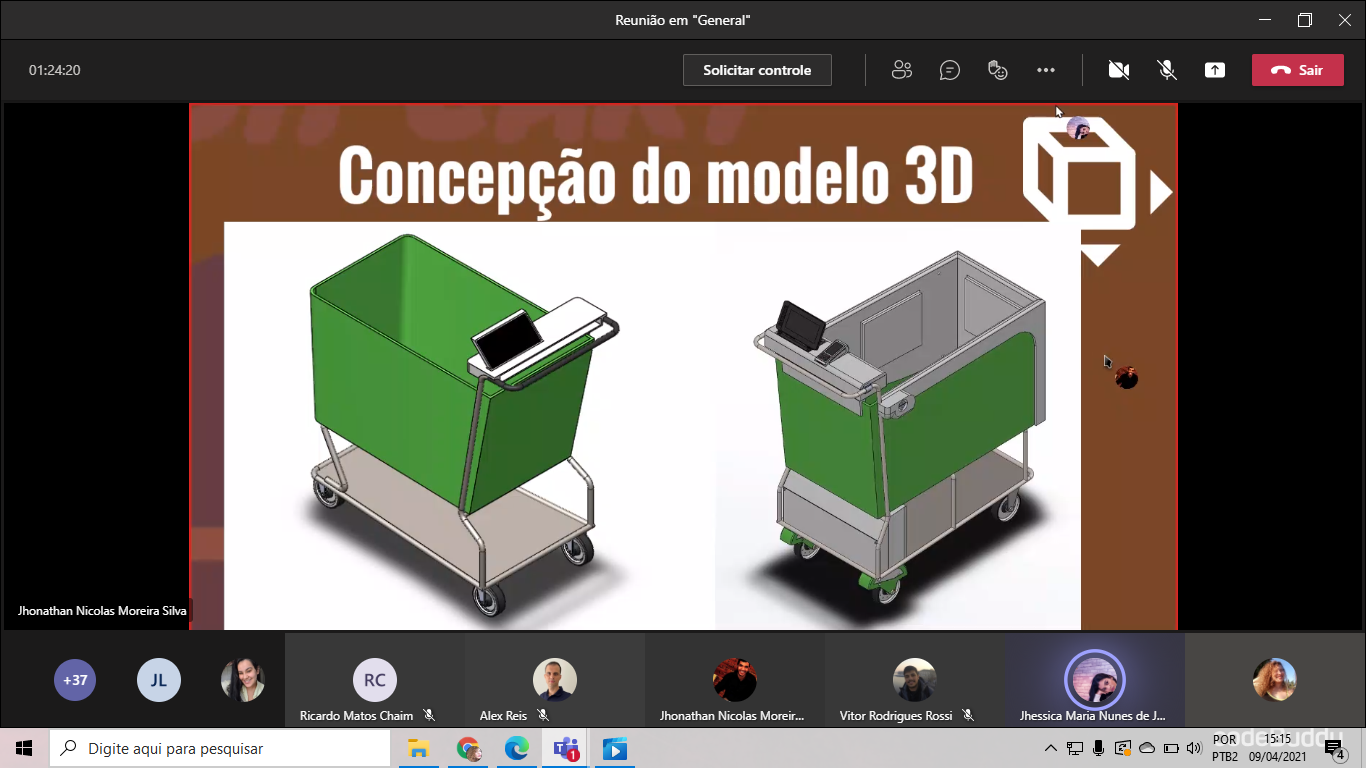 Reunião em "General"
01:24:20
Solicitar controle
Sair
Concepção do modelo 3D
Jhonathan Nicolas Moreira Silva
+37
JL
RC
Ricardo Matos Chaim
Alex Reis
Jhonathan Nicolas Moreir...
Vitor Rodrigues Rossi
Jhessica Maria Nunes de J...
Digite aqui para pesquisar
1
POR
PTB2
15:15
09/04/2021
4